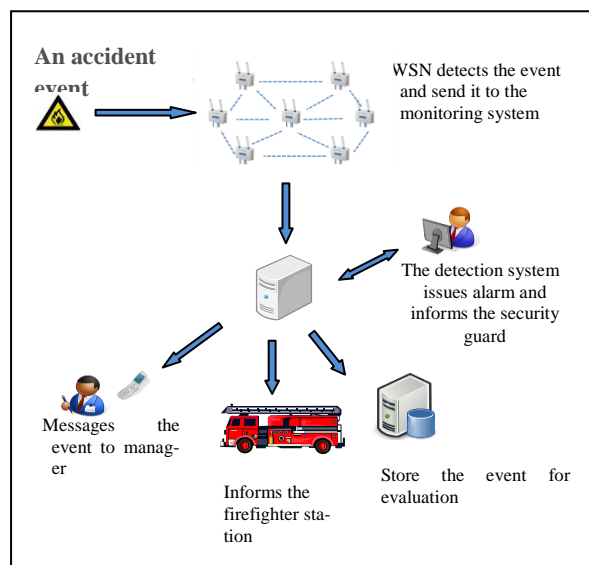 An accident
event
WSN detects the event
and send it to the
monitoring system
The detection system
issues alarm and
informs the security
guard
Messages the
event to manag-
er
Informs the
firefighter sta-
tion
Store the event for
evaluation